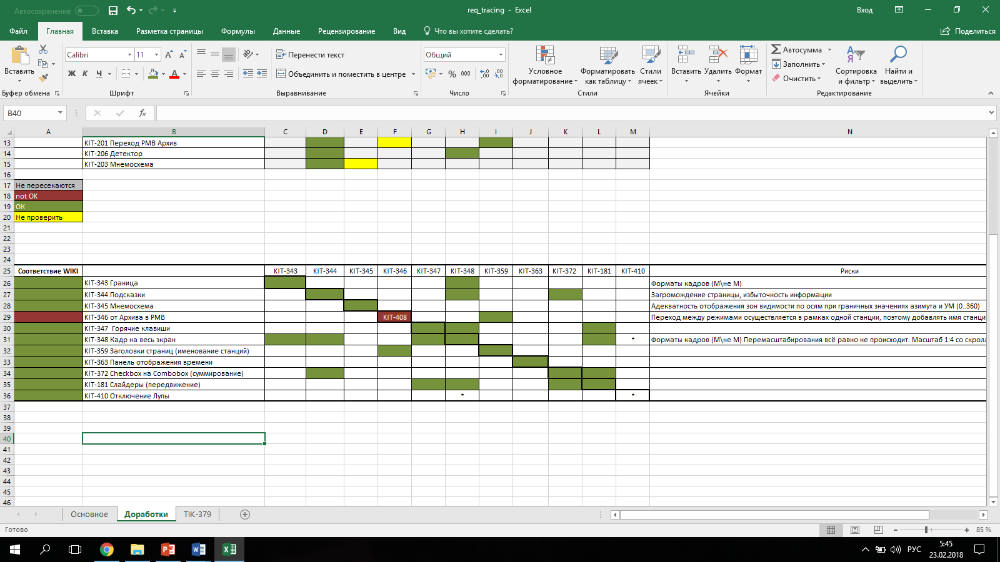 Автосохранение
req_tracing - Excel
Вход
Файл Главная Вставка Разметка страницы Формулы Данные Рецензирование Вид Что вы хотите сделать? Поделиться
Вставить
Calibri 11
Ж К Ч
Перенести текст
Объединить и поместить в центре
Общий
% 000
Условное форматирование
Форматировать как таблицу
Стили ячеек
Вставить Удалить Формат
Автосумма
Заполнить
Очистить
Сортировка и фильтр
Найти и выделить
Буфер обмена Шрифт Выравнивание Число Стили Ячейки Редактирование
B40 fx
A B C D E F G H I J K L M N
13 KIT-201 Переход РМВ Архив
14 KIT-206 Детектор
15 KIT-203 Мнемосхема
16
17 Не пересекаются
18 not OK
19 OK
20 Не проверить
21
22
23
24
25 Соответствие WIKI KIT-343 KIT-344 KIT-345 KIT-346 KIT-347 KIT-348 KIT-359 KIT-363 KIT-372 KIT-181 KIT-410 Риски
26 KIT-343 Граница Форматы кадров (М\не М)
27 KIT-344 Подсказки Загромождение страницы, избыточность информации
28 KIT-345 Мнемосхема Адекватность отображения зон видимости по осям при граничных значениях азимута и УМ (0..360)
29 KIT-346 от Архива в РМВ KIT-408 Переход между режимами осуществляется в рамках одной станции, поэтому добавлять имя станци
30 KIT-347 Горячие клавиши
31 KIT-348 Кадр на весь экран * Форматы кадров (М\не М) Перемасштабирования всё равно не происходит. Масштаб 1:4 со скролл
32 KIT-359 Заголовки страниц (именование станций)
33 KIT-363 Панель отображения времени
34 KIT-372 Checkbox на Combobox (суммирование)
35 KIT-181 Слайдеры (передвижение)
36 KIT-410 Отключение Лупы * *
37
38
39
40
41
42
43
44
45
46
Основное Доработки TIK-379
Готово
85 %
РУС
5:45
23.02.2018